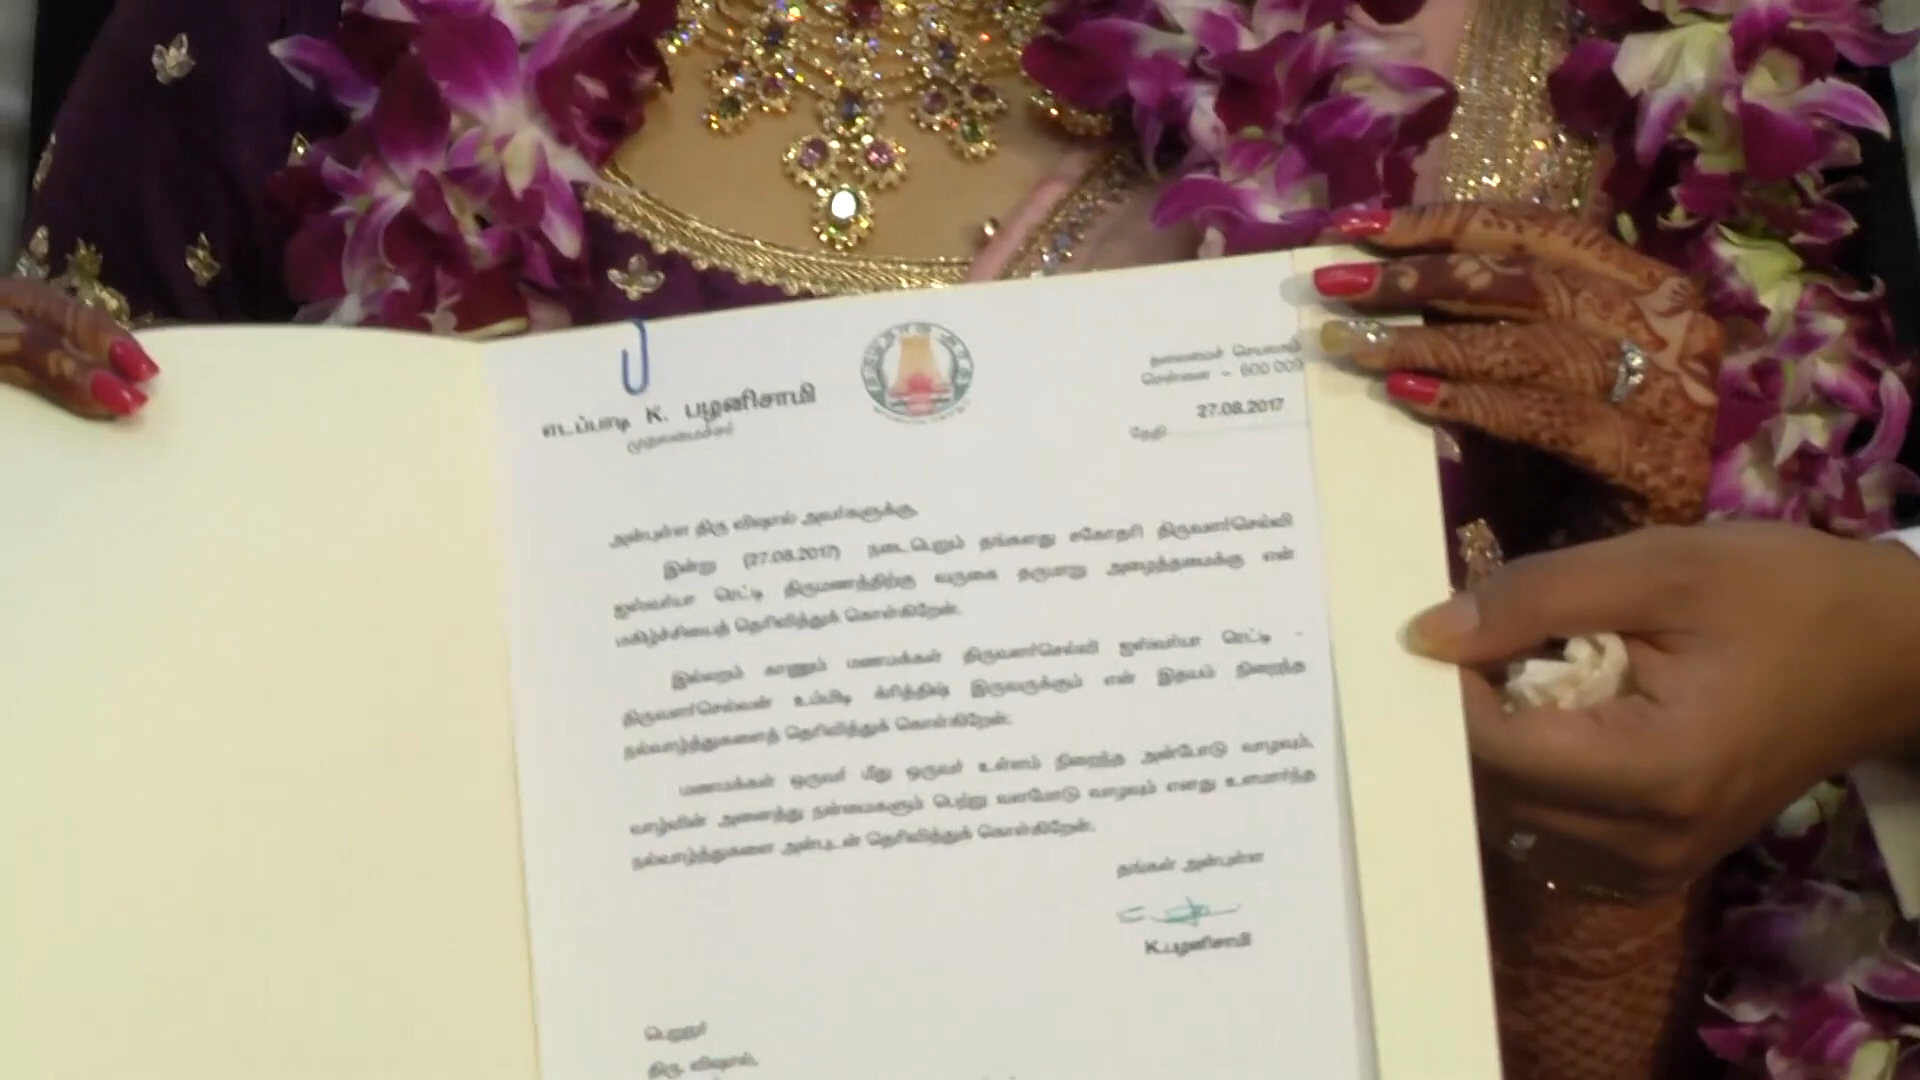 எடப்பாடி K. பழனிசாமி
முதலமைச்சர்
தலைமைச் செயலகம்
சென்னை - 600 009
27.08.2017
தேதி
அன்புள்ள திரு விஷால் அவர்களுக்கு,
இன்று (27.08.2017) நடைபெறும் தங்களது சகோதரி திருவளர்செல்வி
ஐஸ்வர்யா ரெட்டி திருமணத்திற்கு வருகை தருமாறு அழைத்தமைக்கு என்
மகிழ்ச்சியைத் தெரிவித்துக் கொள்கிறேன்.
இல்லறம் காணும் மணமக்கள் திருவளர்செல்வி ஐஸ்வர்யா ரெட்டி -
திருவளர்செல்வன் உம்மிடி க்ரித்திஷ் இருவருக்கும் என் இதயம் நிறைந்த
நல்வாழ்த்துகளைத் தெரிவித்துக் கொள்கிறேன்.
மணமக்கள் ஒருவர் மீது ஒருவர் உள்ளம் நிறைந்த அன்போடு வாழவும்,
வாழ்வின் அனைத்து நன்மைகளும் பெற்று வளமோடு வாழவும் எனது உளமார்ந்த
நல்வாழ்த்துகளை அன்புடன் தெரிவித்துக் கொள்கிறேன்.
தங்கள் அன்புள்ள
K.பழனிசாமி
பெறுநர்
திரு. விஷால்,